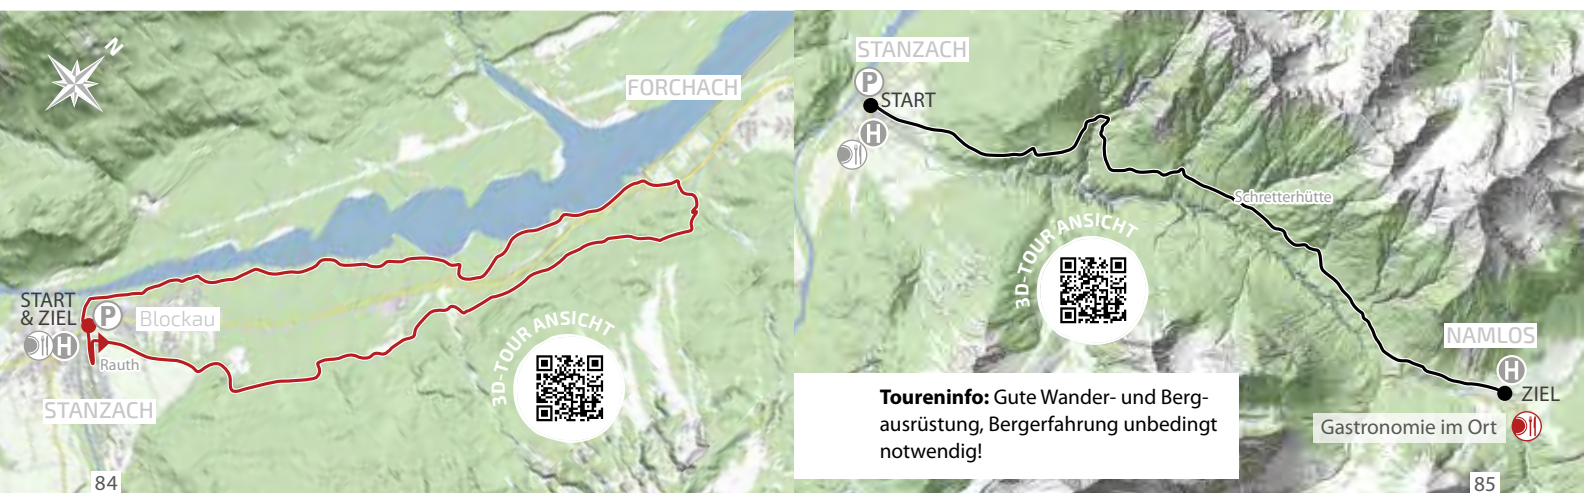 N
FORCHACH
START
& ZIEL
P
Blockau
H
Rauth
STANZACH
3D-TOUR ANSICHT
84
STANZACH
P
START
H
N
Schretterhütte
3D-TOUR ANSICHT
NAMLOS
H
ZIEL
Gastronomie im Ort
Toureninfo: Gute Wander- und Berg-
ausrüstung, Bergerfahrung unbedingt
notwendig!
85